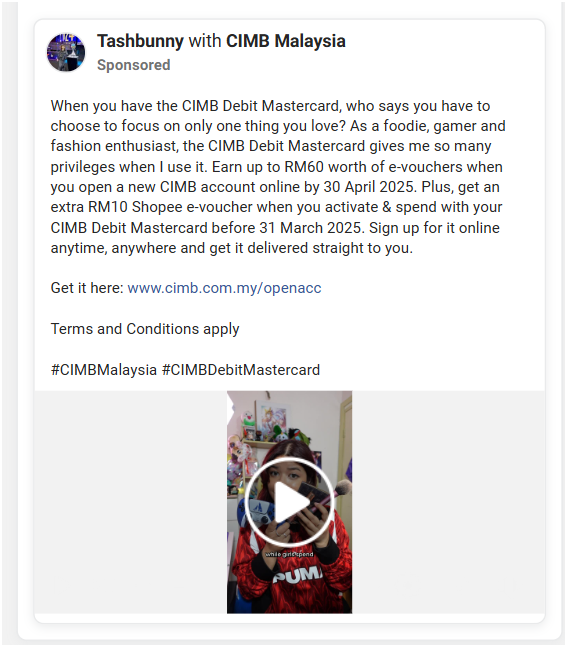 Tashbunny with CIMB Malaysia
Sponsored
When you have the CIMB Debit Mastercard, who says you have to
choose to focus on only one thing you love? As a foodie, gamer and
fashion enthusiast, the CIMB Debit Mastercard gives me so many
privileges when I use it. Earn up to RM60 worth of e-vouchers when
you open a new CIMB account online by 30 April 2025. Plus, get an
extra RM10 Shopee e-voucher when you activate & spend with your
CIMB Debit Mastercard before 31 March 2025. Sign up for it online
anytime, anywhere and get it delivered straight to you.
Get it here: www.cimb.com.my/openacc
Terms and Conditions apply
#CIMBMalaysia #CIMBDebitMastercard
while girls spend
PUMA